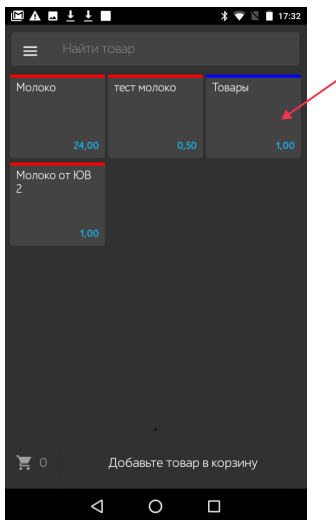 17:32
Найти товар
Молоко
тест молоко
Товары
24,00
0,50
1,00
Молоко от ЮВ
2
1,00
0
Добавьте товар в корзину